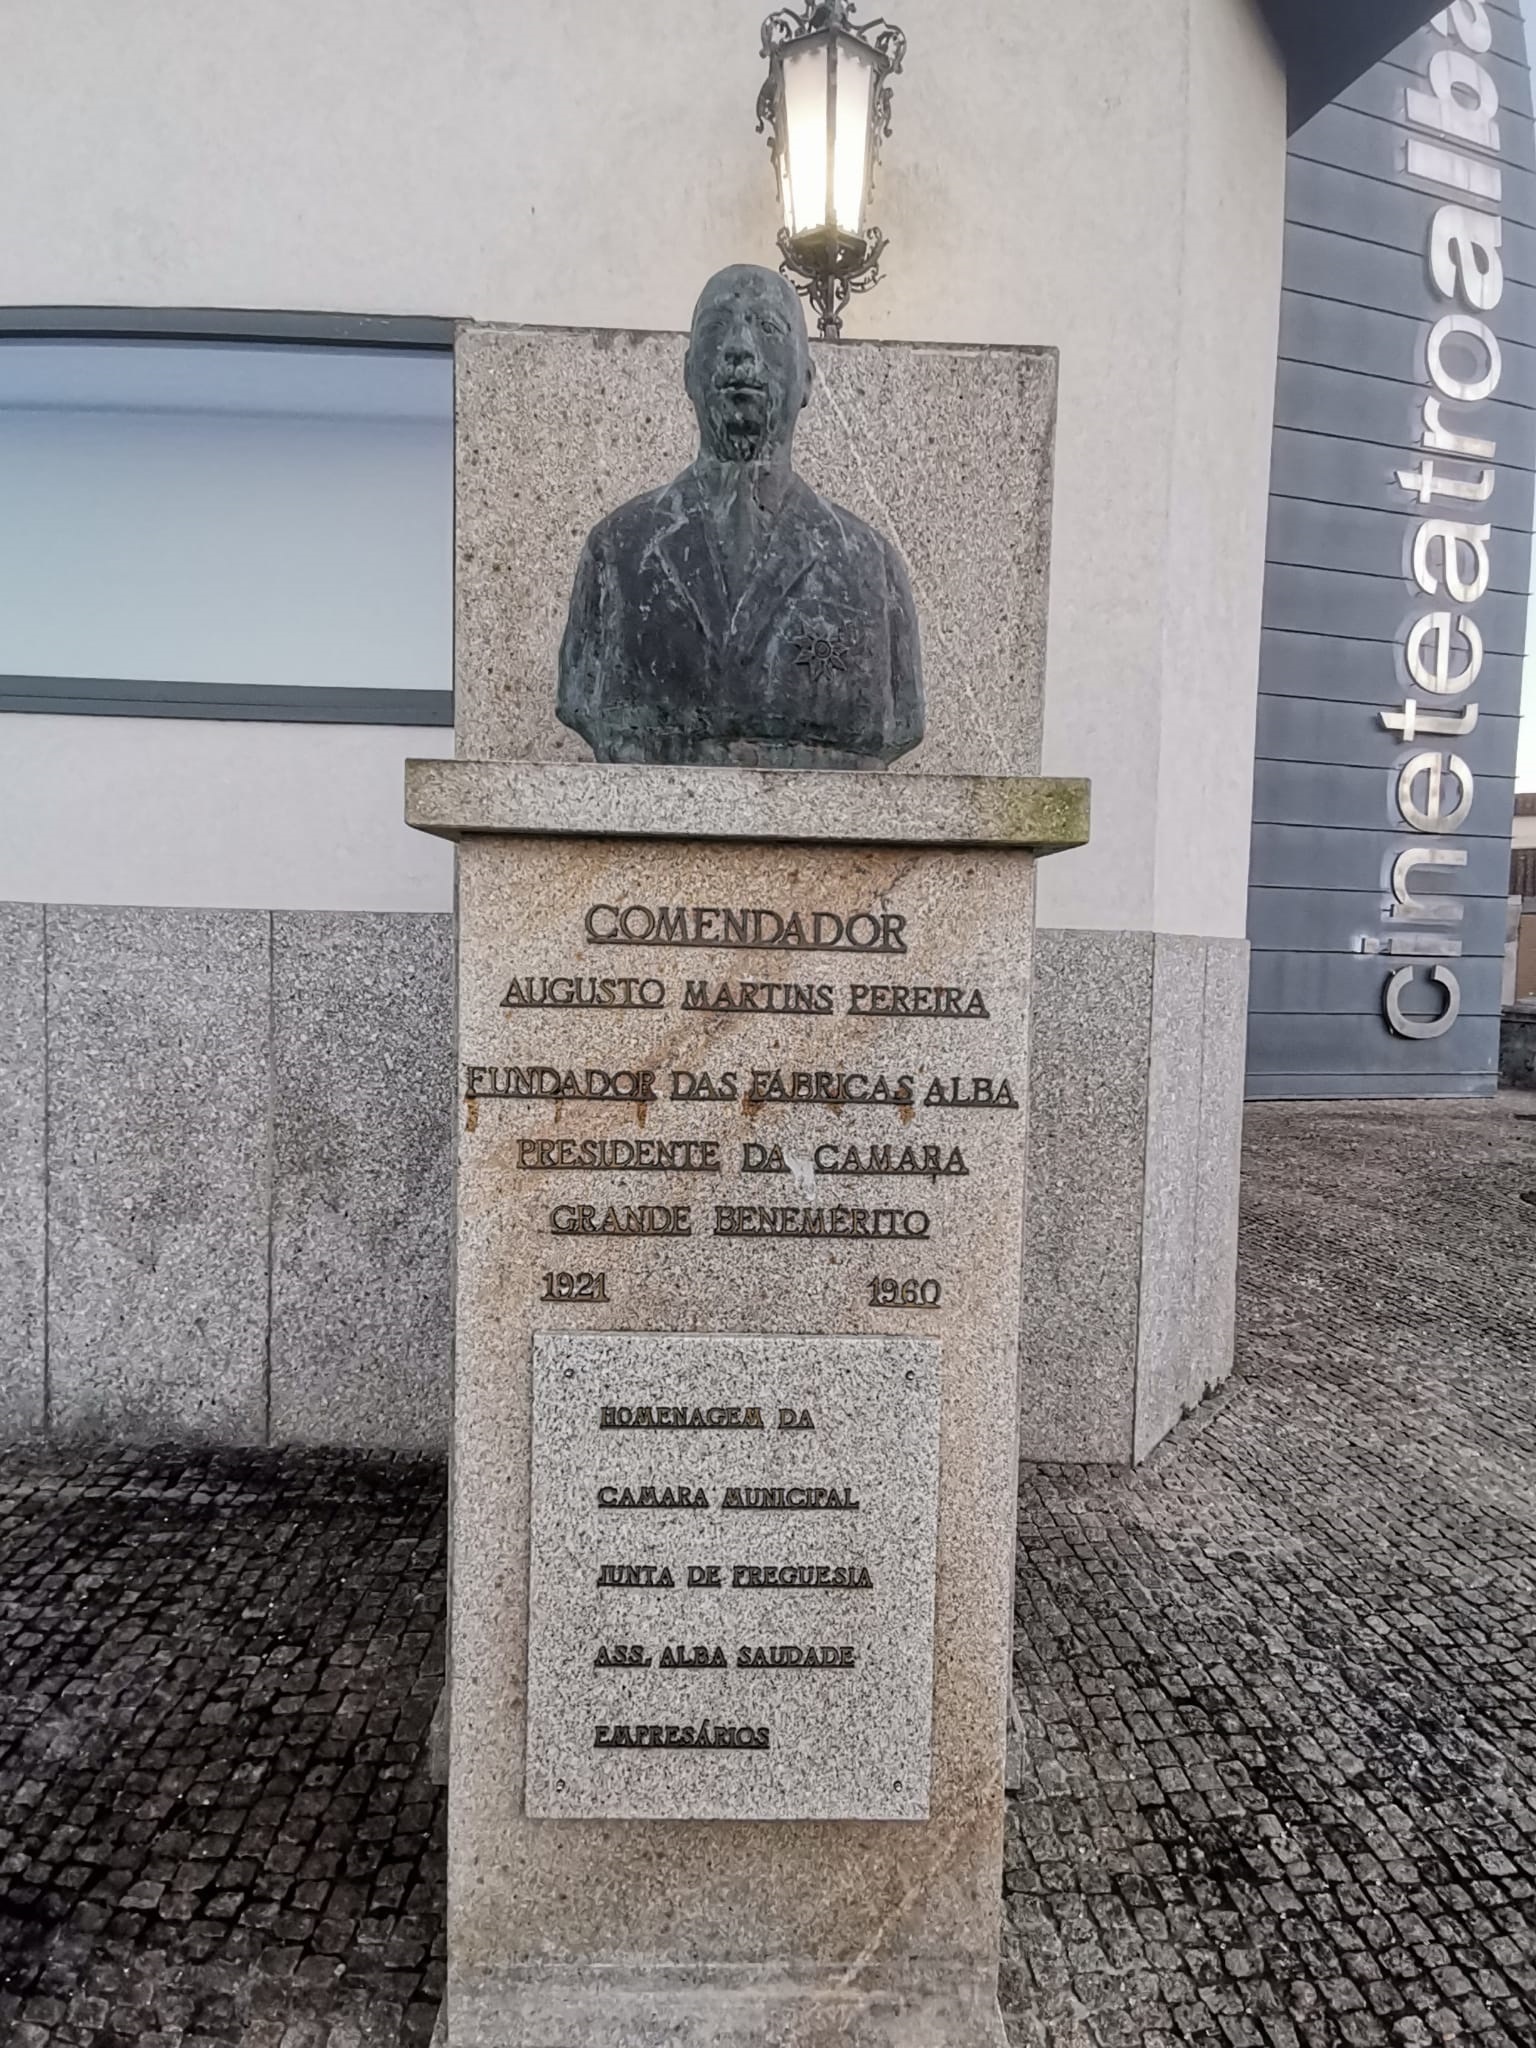 cineteatroalba
COMENDADOR
AUGUSTO MARTINS PEREIRA
FUNDADOR DAS FÁBRICAS ALBA
PRESIDENTE DA CAMARA
GRANDE BENEMÉRITO
1921 1960
HOMENAGEM DA
CAMARA MUNICIPAL
JUNTA DE FREGUESIA
ASS. ALBA SAUDADE
EMPRESÁRIOS